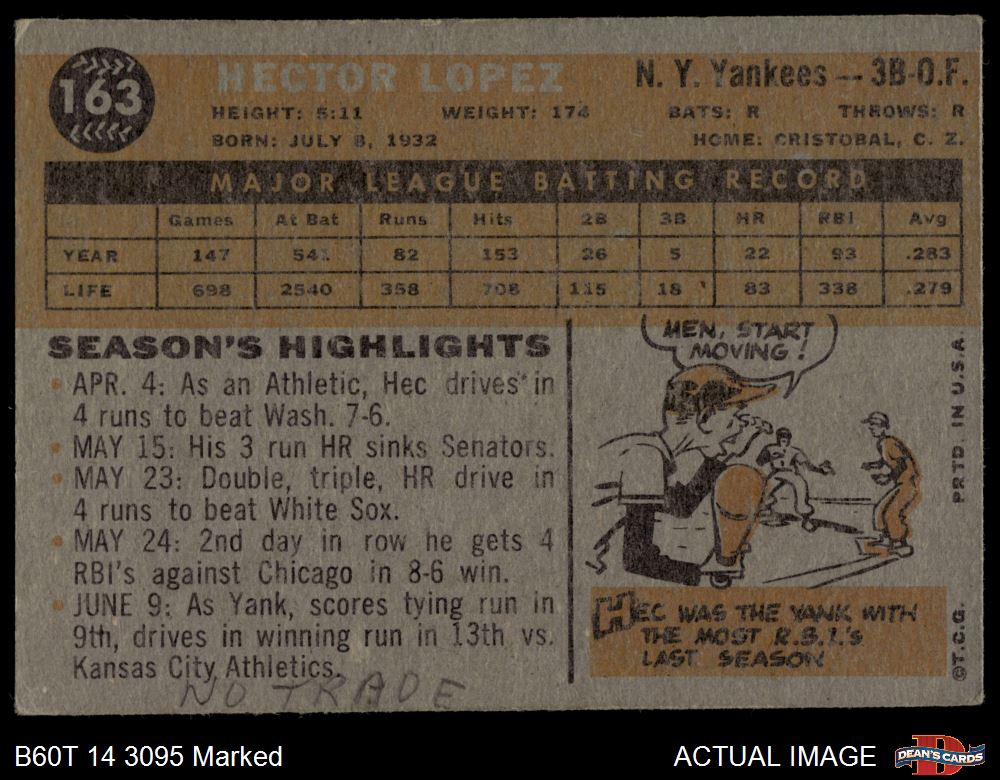 163
HECTOR LOPEZ
N. Y. Yankees — 3B-O.F.
HEIGHT: 5:11 WEIGHT: 174 BATS: R THROWS: R
BORN: JULY 8, 1932 HOME: CRISTOBAL, C. Z.
MAJOR LEAGUE BATTING RECORD
Games At Bat Runs Hits 2B 3B HR RBI Avg
YEAR 147 541 82 153 26 5 22 93 .283
LIFE 698 2540 358 708 115 18 83 338 .279
SEASON'S HIGHLIGHTS
• APR. 4: As an Athletic, Hec drives in
4 runs to beat Wash. 7-6.
• MAY 15: His 3 run HR sinks Senators.
• MAY 23: Double, triple, HR drive in
4 runs to beat White Sox.
• MAY 24: 2nd day in row he gets 4
RBI's against Chicago in 8-6 win.
• JUNE 9: As Yank, scores tying run in
9th, drives in winning run in 13th vs.
Kansas City Athletics.
NO TRADE
MEN, START
MOVING!
HEC WAS THE YANK WITH
THE MOST R.B.I.'s
LAST SEASON
©T.C.G. PRTD. IN U.S.A.
B60T 14 3095 Marked
ACTUAL IMAGE
DEAN'S CARDS